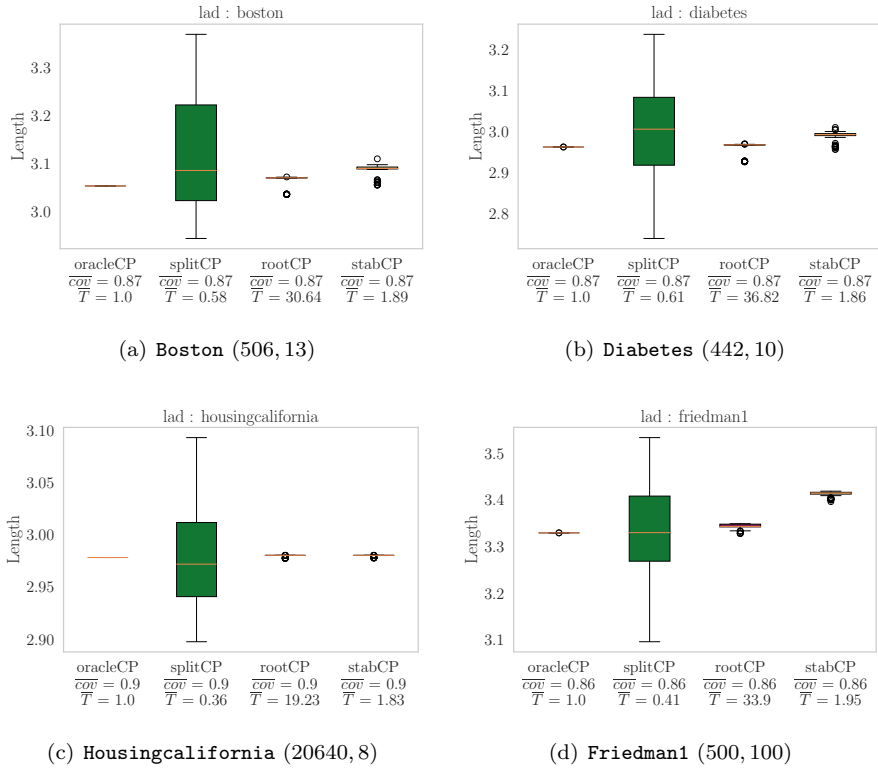 lad : boston
Length
3.3
3.2
3.1
3.0
oracleCP splitCP rootCP stabCP
cov = 0.87 cov = 0.87 cov = 0.87 cov = 0.87
T = 1.0 T = 0.58 T = 30.64 T = 1.89
(a) Boston (506, 13)
lad : diabetes
Length
3.2
3.1
3.0
2.9
2.8
oracleCP splitCP rootCP stabCP
cov = 0.87 cov = 0.87 cov = 0.87 cov = 0.87
T = 1.0 T = 0.61 T = 36.82 T = 1.86
(b) Diabetes (442, 10)
lad : housingcalifornia
Length
3.10
3.05
3.00
2.95
2.90
oracleCP splitCP rootCP stabCP
cov = 0.9 cov = 0.9 cov = 0.9 cov = 0.9
T = 1.0 T = 0.36 T = 19.23 T = 1.83
(c) Housingcalifornia (20640, 8)
lad : friedman1
Length
3.5
3.4
3.3
3.2
3.1
oracleCP splitCP rootCP stabCP
cov = 0.86 cov = 0.86 cov = 0.86 cov = 0.86
T = 1.0 T = 0.41 T = 33.9 T = 1.95
(d) Friedman1 (500, 100)